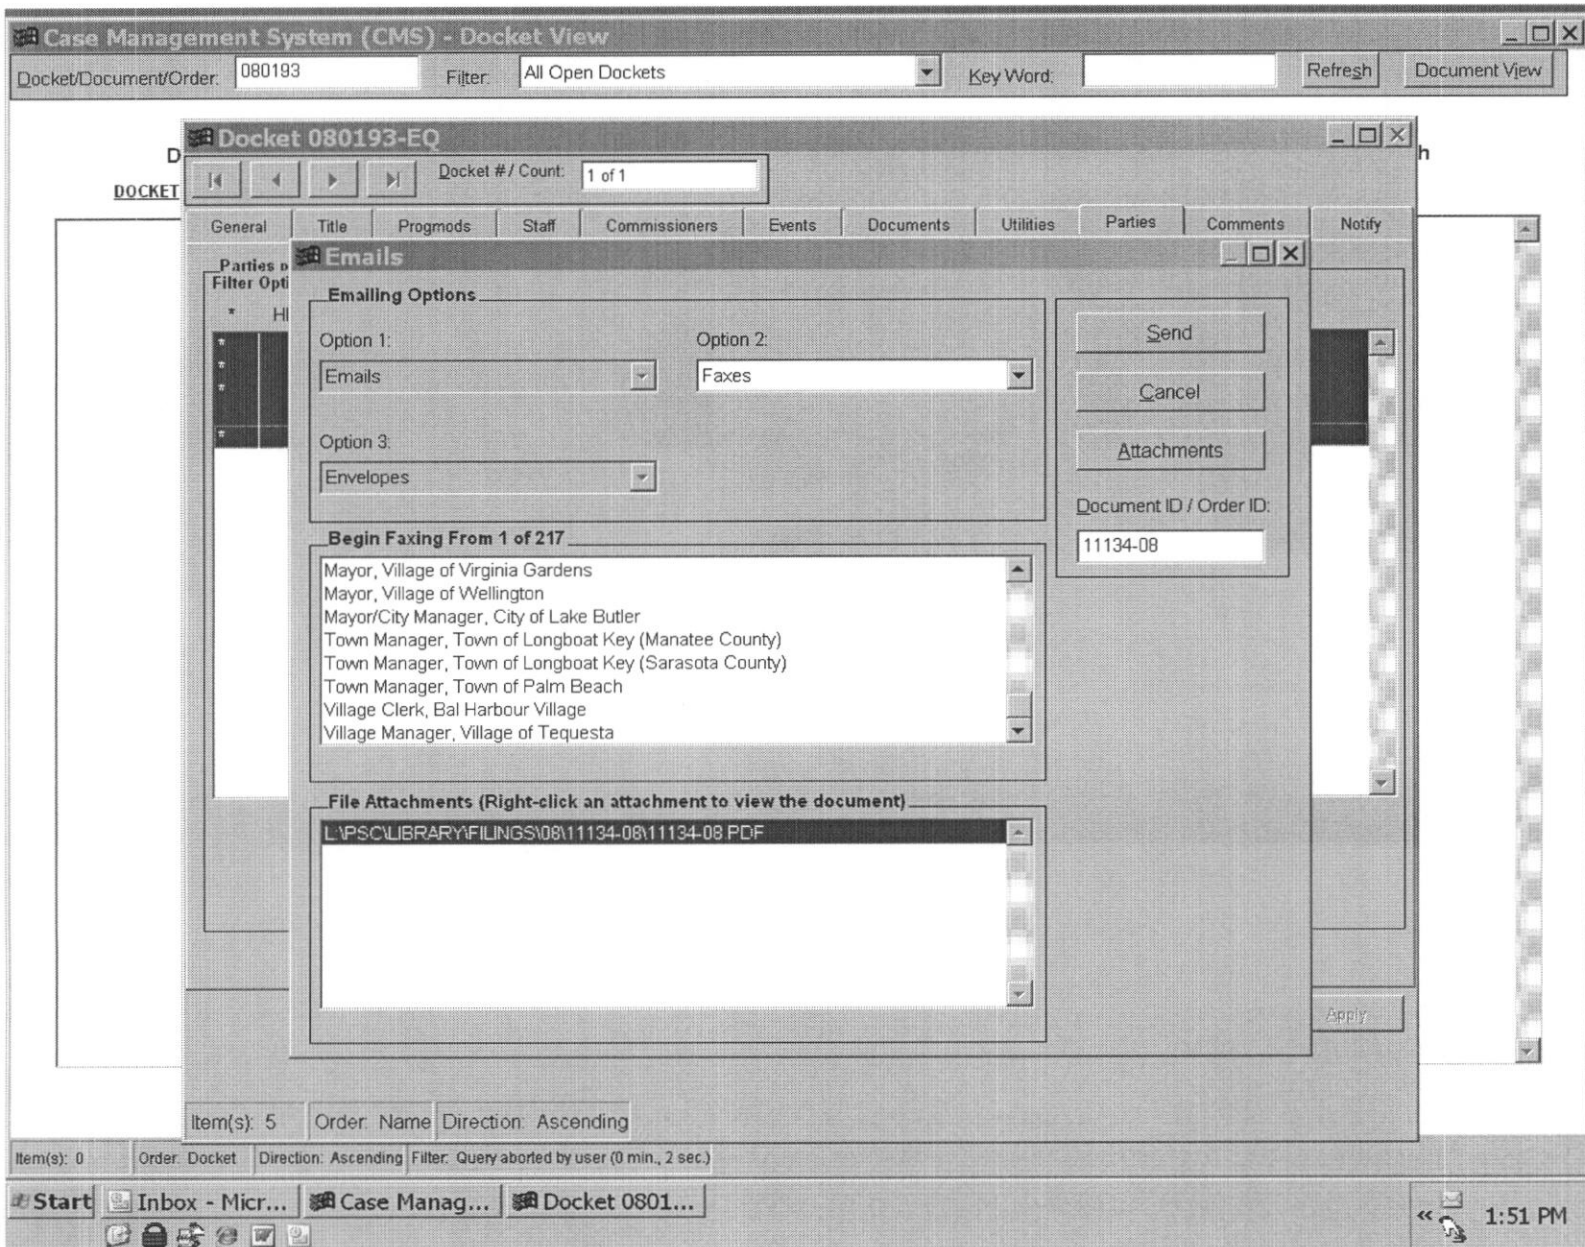 Case Management System (CMS) - Docket View
Docket/Document/Order: 080193 Filter: All Open Dockets Key Word: Refresh Document View
Docket 080193-EQ
Docket # / Count: 1 of 1
DOCKET
General Title Progmods Staff Commissioners Events Documents Utilities Parties Comments Notify
Parties
Filter Opti
Emails
Emailing Options
Option 1: Option 2:
Emails Faxes
Option 3:
Envelopes
Send
Cancel
Attachments
Document ID / Order ID:
11134-08
Begin Faxing From 1 of 217
Mayor, Village of Virginia Gardens
Mayor, Village of Wellington
Mayor/City Manager, City of Lake Butler
Town Manager, Town of Longboat Key (Manatee County)
Town Manager, Town of Longboat Key (Sarasota County)
Town Manager, Town of Palm Beach
Village Clerk, Bal Harbour Village
Village Manager, Village of Tequesta
File Attachments (Right-click an attachment to view the document)
L:\PSC\LIBRARY\FILINGS\08\11134-08\11134-08.PDF
Apply
Item(s): 5 Order: Name Direction: Ascending
Item(s): 0 Order: Docket Direction: Ascending Filter: Query aborted by user (0 min., 2 sec.)
Start Inbox - Micr... Case Manag... Docket 0801... « 1:51 PM